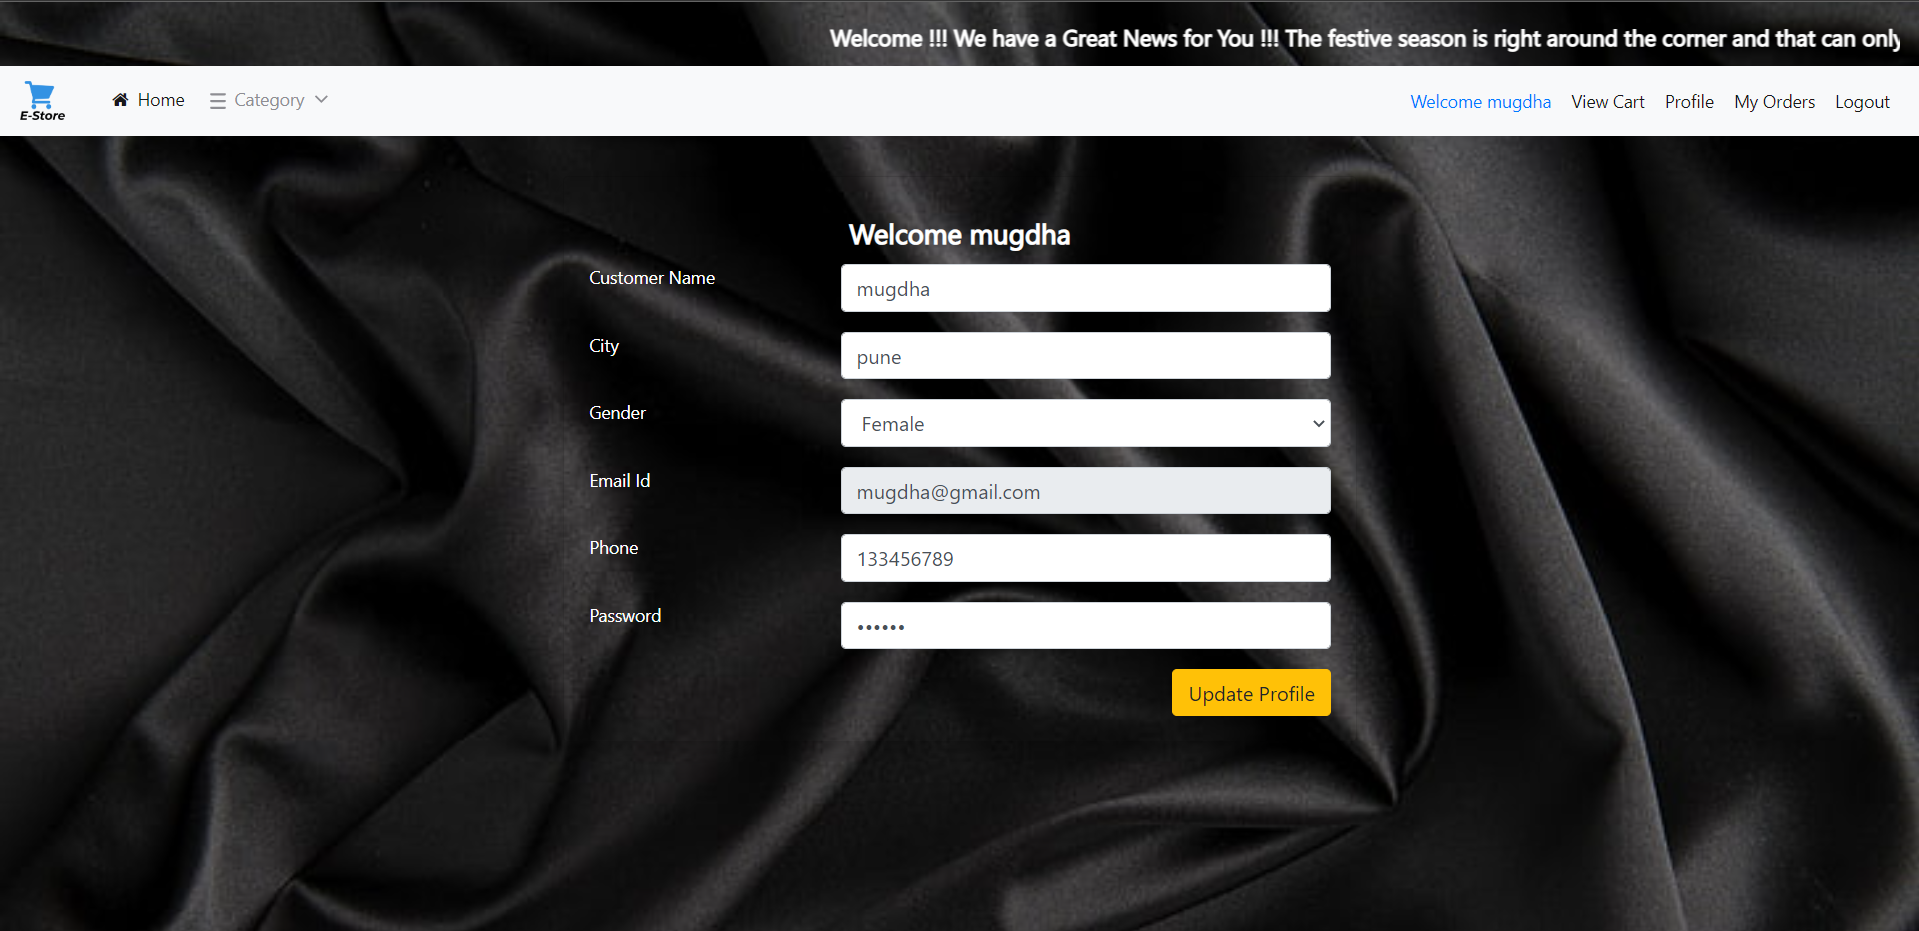 Welcome !!! We have a Great News for You !!! The festive season is right around the corner and that can only
E-Store
Home
Category
Welcome mugdha
View Cart
Profile
My Orders
Logout
Welcome mugdha
Customer Name
mugdha
City
pune
Gender
Female
Email Id
mugdha@gmail.com
Phone
133456789
Password
••••••
Update Profile